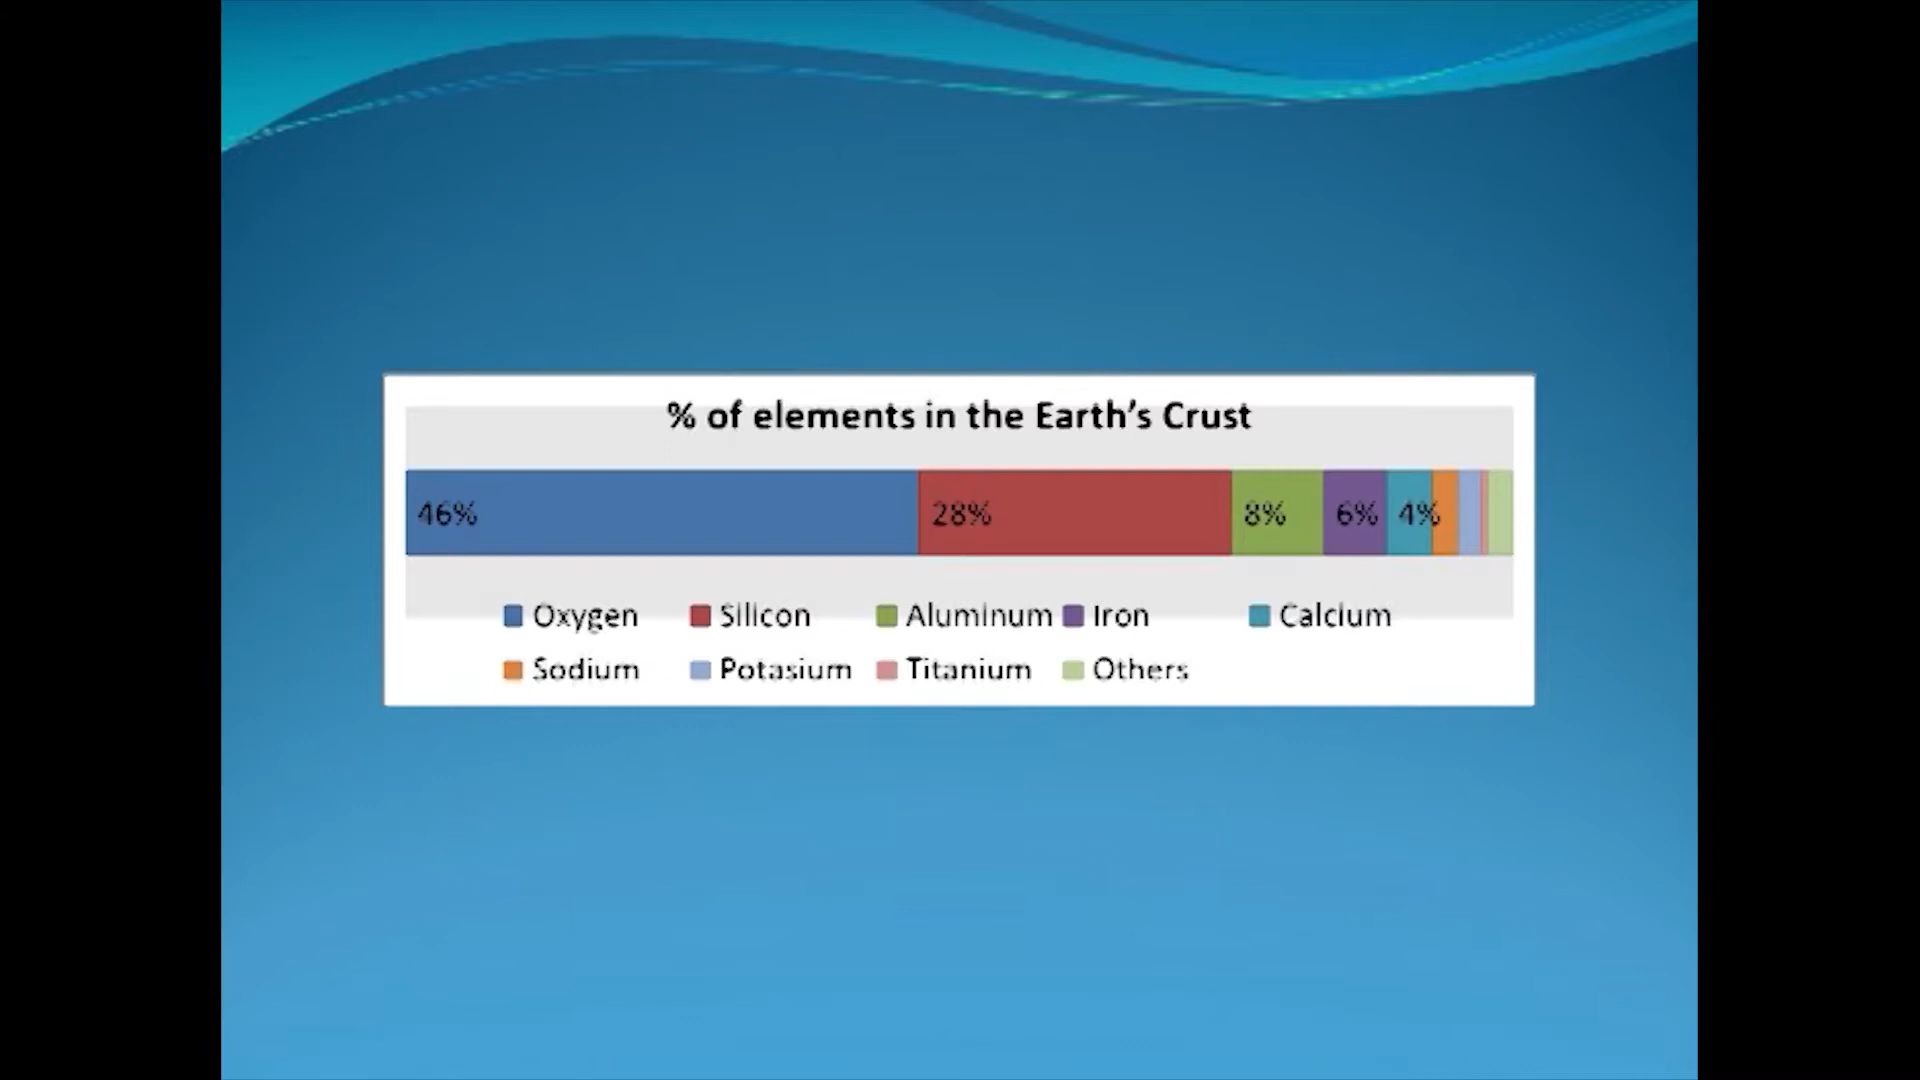 % of elements in the Earth’s Crust
46% 28% 8% 6% 4%
Oxygen Silicon Aluminum Iron Calcium
Sodium Potasium Titanium Others